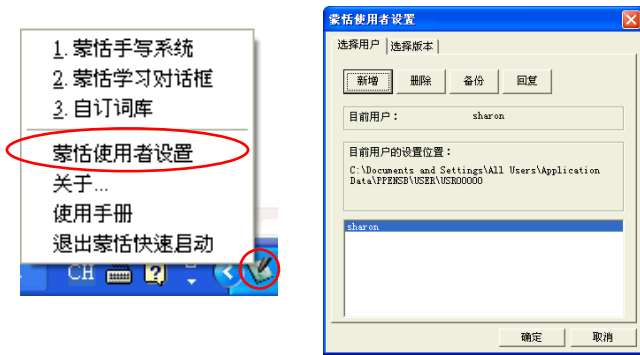 1. 蒙恬手写系统
2. 蒙恬学习对话框
3. 自订词库
蒙恬使用者设置
关于...
使用手册
退出蒙恬快速启动
CH
蒙恬使用者设置
选择用户 选择版本
新增 删除 备份 回复
目前用户： sharon
目前用户的设置位置：
C:\Documents and Settings\All Users\Application
Data\PPENSB\USER\USR00000
sharon
确定 取消